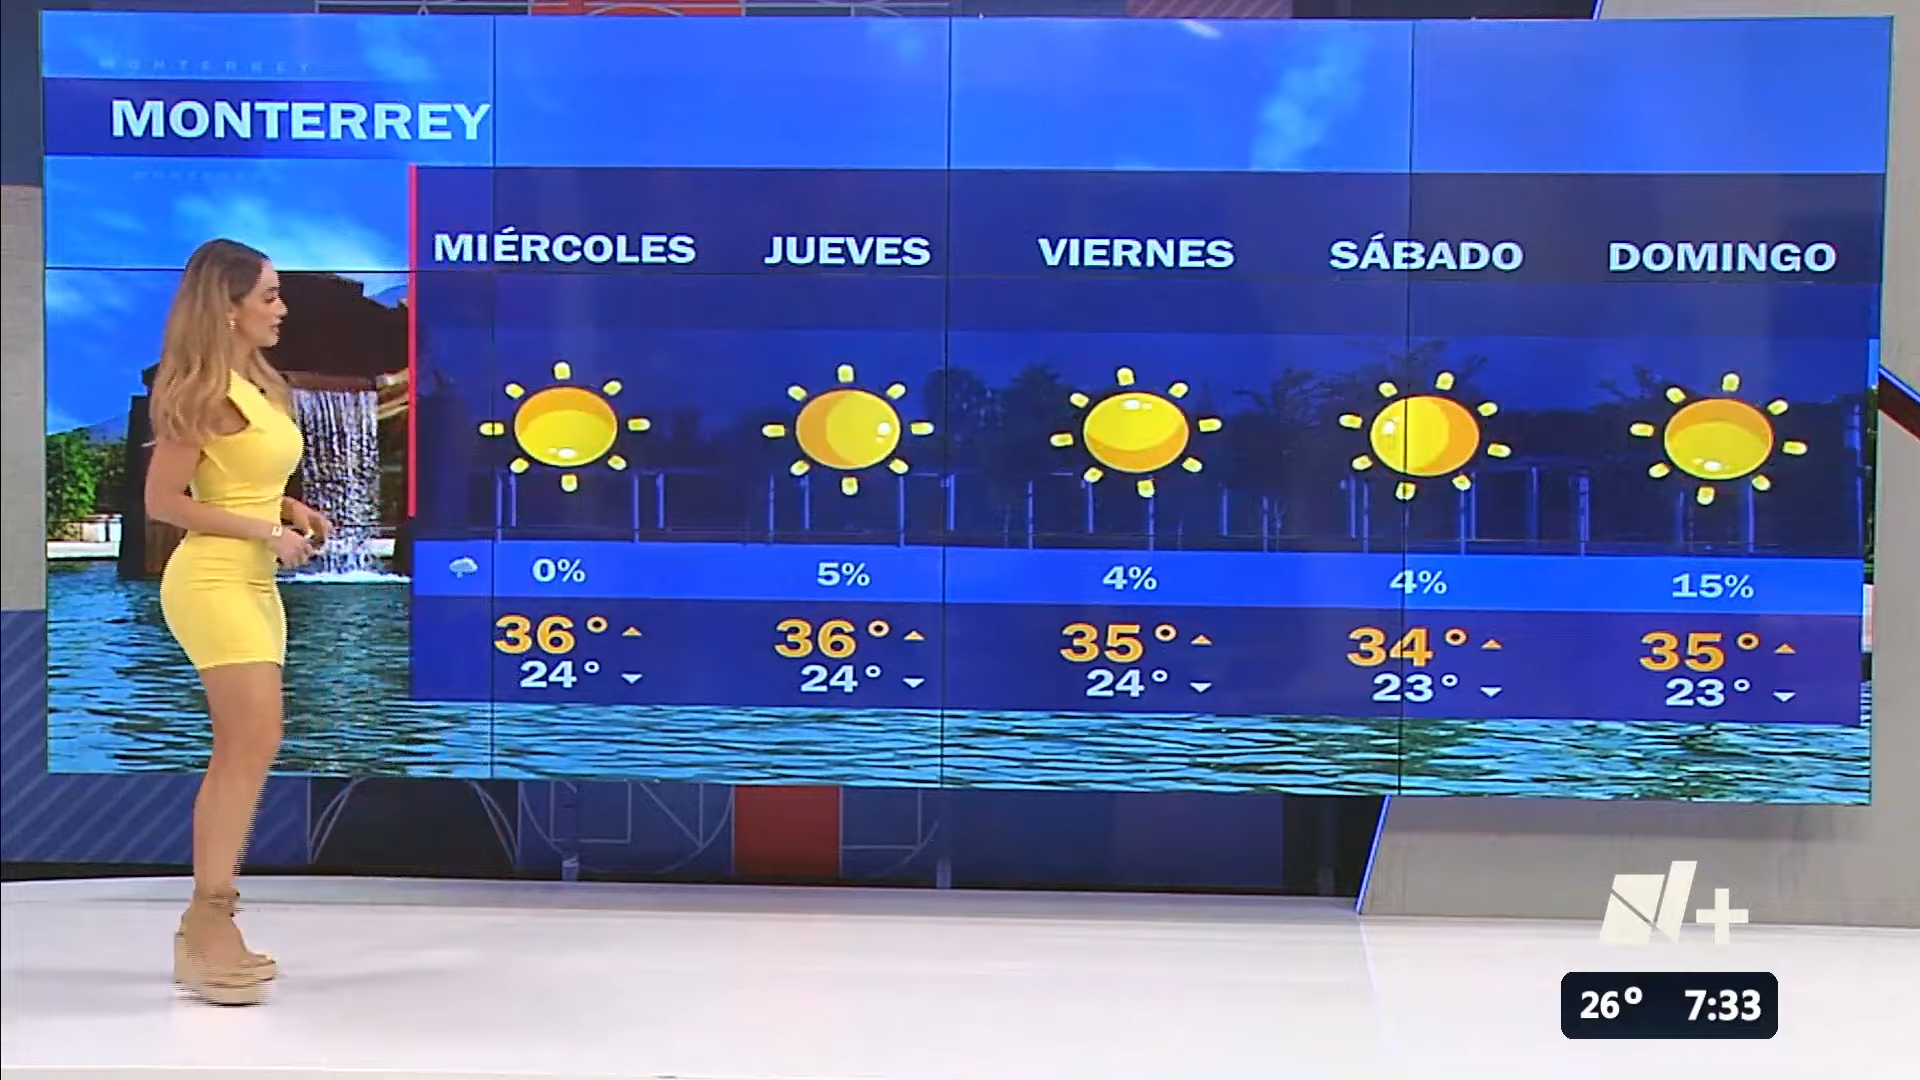 MONTERREY
MONTERREY
MIÉRCOLES JUEVES VIERNES SÁBADO DOMINGO
0% 5% 4% 4% 15%
36° 36° 35° 34° 35°
24° 24° 24° 23° 23°
N+
26° 7:33